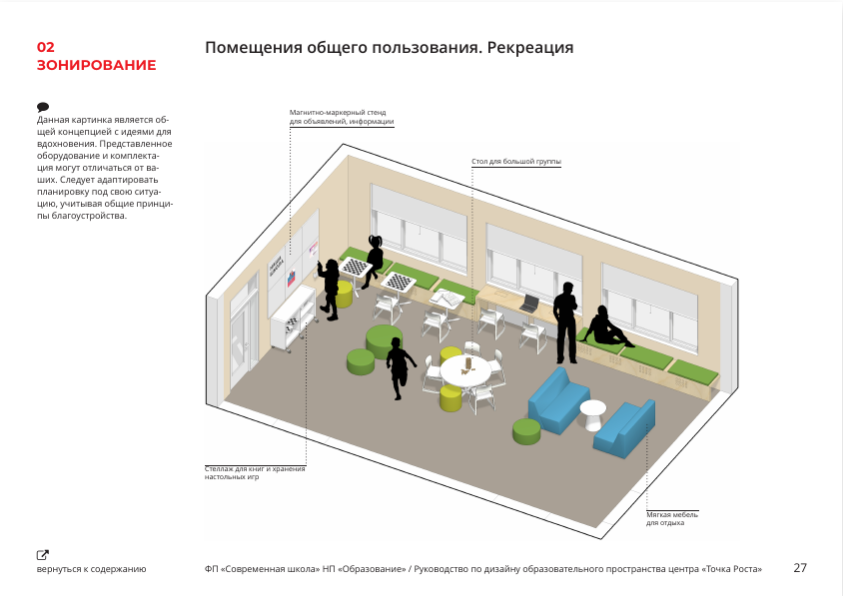 02
ЗОНИРОВАНИЕ
Помещения общего пользования. Рекреация
Данная картинка является об-
щей концепцией с идеями для
вдохновения. Представленное
оборудование и комплекта-
ция могут отличаться от ва-
ших. Следует адаптировать
планировку под свою ситуа-
цию, учитывая общие принци-
пы благоустройства.
Магнитно-маркерный стенд
для объявлений, информации
Стол для большой группы
Стеллаж для книг и хранения
настольных игр
Мягкая мебель
для отдыха
вернуться к содержанию
ФП «Современная школа» НП «Образование» / Руководство по дизайну образовательного пространства центра «Точка Роста»
27